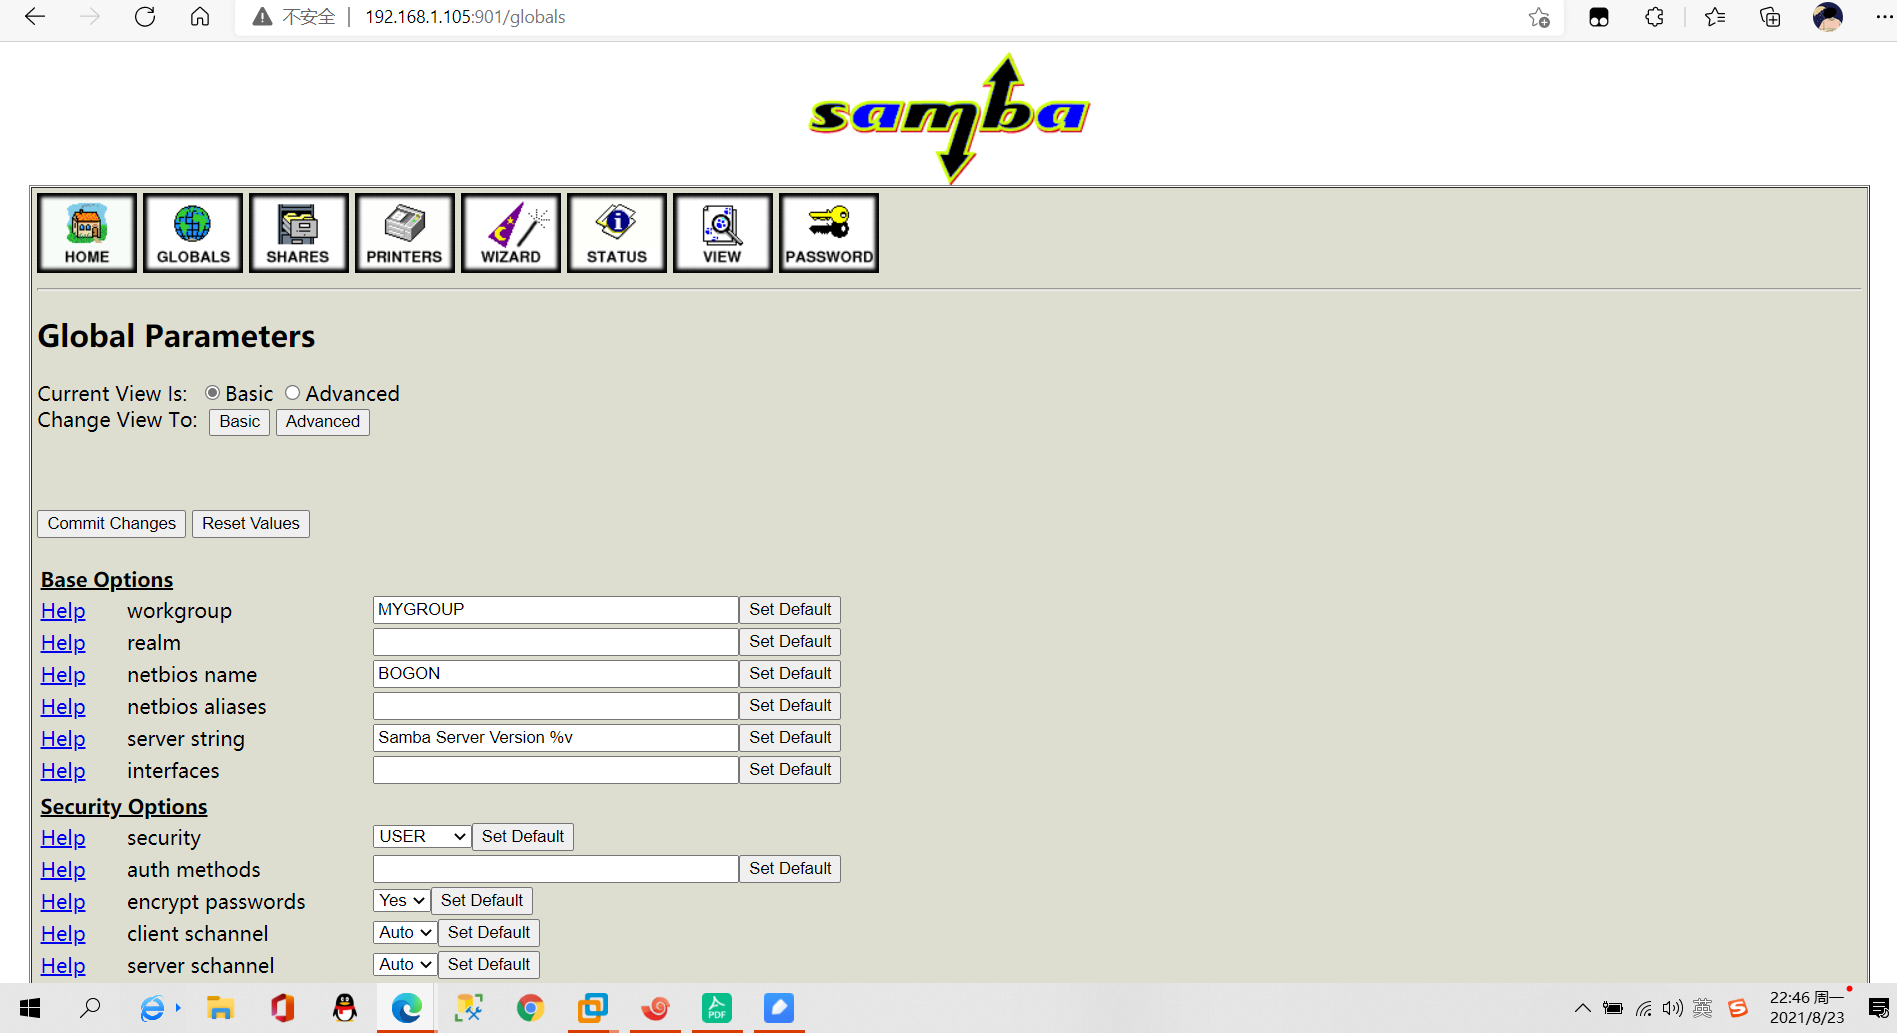 不安全 | 192.168.1.105:901/globals
samba
HOME GLOBALS SHARES PRINTERS WIZARD STATUS VIEW PASSWORD
Global Parameters
Current View Is: Basic Advanced
Change View To: Basic Advanced
Commit Changes Reset Values
Base Options
Help workgroup MYGROUP Set Default
Help realm Set Default
Help netbios name BOGON Set Default
Help netbios aliases Set Default
Help server string Samba Server Version %v Set Default
Help interfaces Set Default
Security Options
Help security USER Set Default
Help auth methods Set Default
Help encrypt passwords Yes Set Default
Help client schannel Auto Set Default
Help server schannel Auto Set Default
PDF
英
22:46 周一
2021/8/23